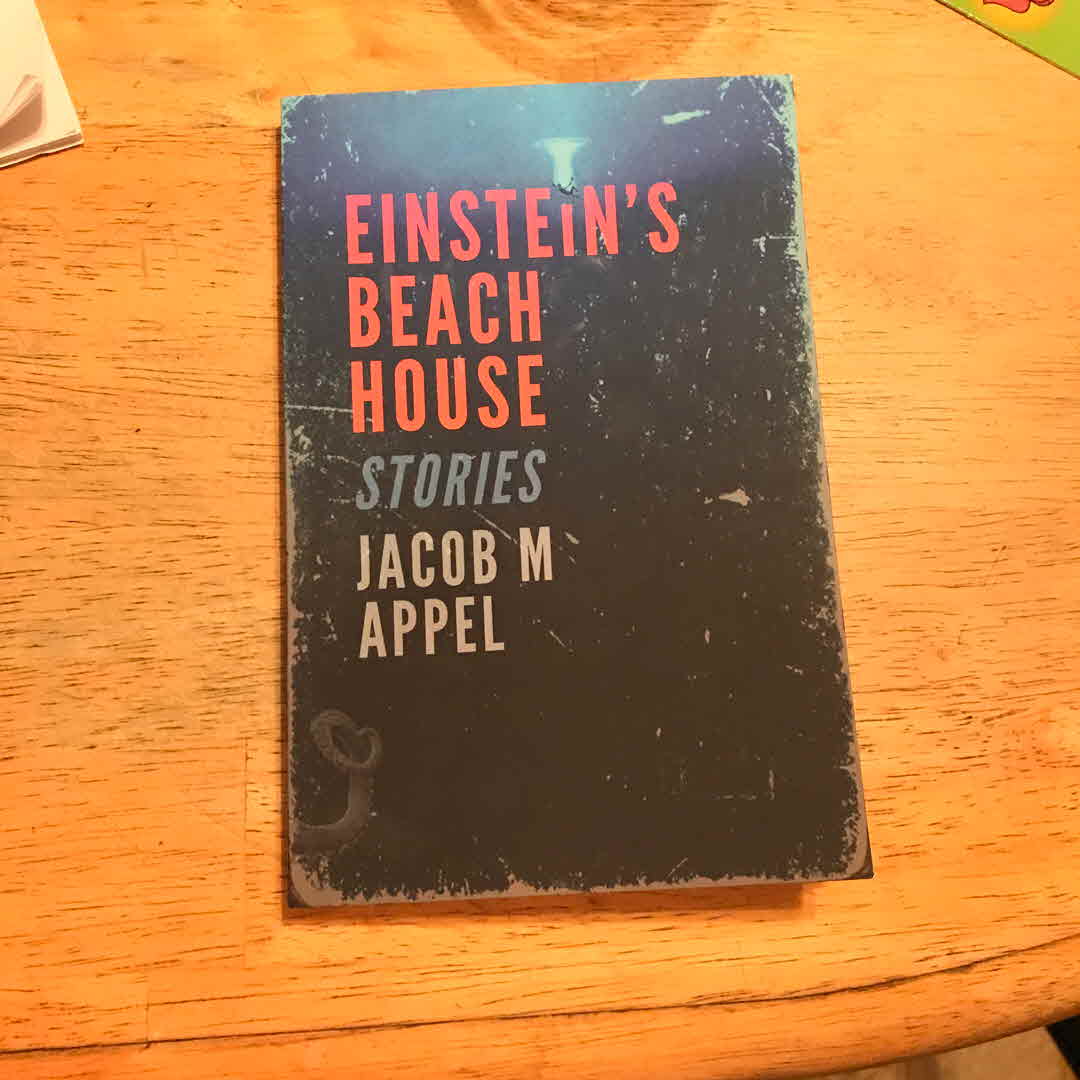 EINSTEiN'S
BEACH
HOUSE
STORIES
JACOB M
APPEL